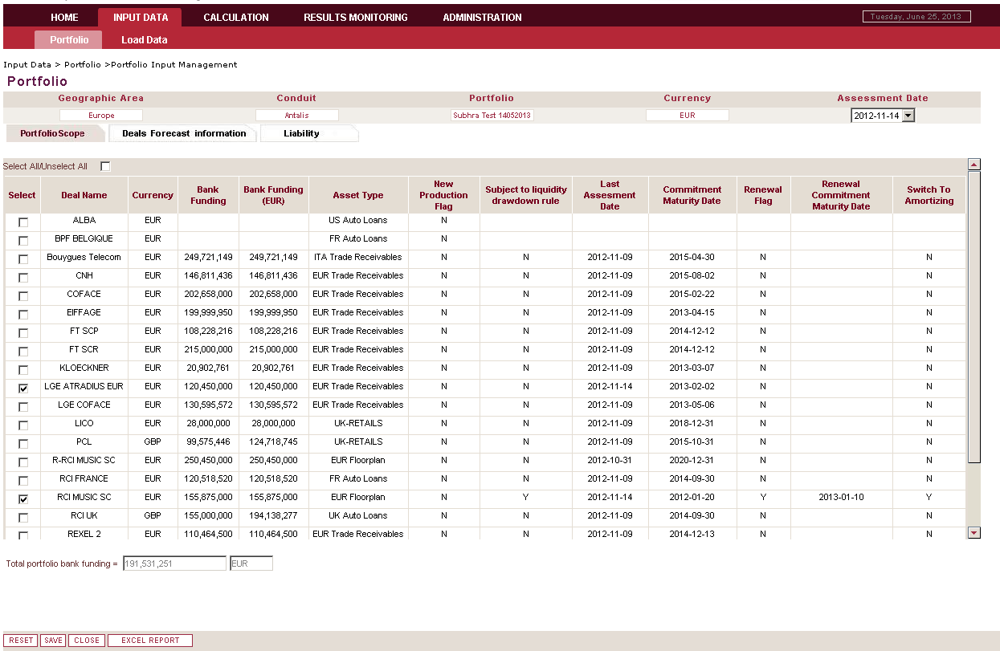 HOME INPUT DATA CALCULATION RESULTS MONITORING ADMINISTRATION Tuesday, June 25, 2013
Portfolio Load Data
Input Data > Portfolio >Portfolio Input Management
Portfolio
Geographic Area Conduit Portfolio Currency Assessment Date
Europe Antalis Subhra Test 14052013 EUR 2012-11-14
PortfolioScope Deals Forecast information Liability
Select All/Unselect All
Select Deal Name Currency Bank Funding Bank Funding (EUR) Asset Type New Production Flag Subject to liquidity drawdown rule Last Assesment Date Commitment Maturity Date Renewal Flag Renewal Commitment Maturity Date Switch To Amortizing
ALBA EUR US Auto Loans N
BPF BELGIQUE EUR FR Auto Loans N
Bouygues Telecom EUR 249,721,149 249,721,149 ITA Trade Receivables N N 2012-11-09 2015-04-30 N N
CNH EUR 146,811,436 146,811,436 EUR Trade Receivables N N 2012-11-09 2015-08-02 N N
COFACE EUR 202,658,000 202,658,000 EUR Trade Receivables N N 2012-11-09 2015-02-22 N N
EIFFAGE EUR 199,999,950 199,999,950 EUR Trade Receivables N N 2012-11-09 2013-04-15 N N
FT SCP EUR 108,228,216 108,228,216 EUR Trade Receivables N N 2012-11-09 2014-12-12 N N
FT SCR EUR 215,000,000 215,000,000 EUR Trade Receivables N N 2012-11-09 2014-12-12 N N
KLOECKNER EUR 20,902,761 20,902,761 EUR Trade Receivables N N 2012-11-09 2013-03-07 N N
LGE ATRADIUS EUR EUR 120,450,000 120,450,000 EUR Trade Receivables N N 2012-11-14 2013-02-02 N N
LGE COFACE EUR 130,595,572 130,595,572 EUR Trade Receivables N N 2012-11-09 2013-05-06 N N
LICO EUR 28,000,000 28,000,000 UK-RETAILS N N 2012-11-09 2018-12-31 N N
PCL GBP 99,575,446 124,718,745 UK-RETAILS N N 2012-11-09 2015-10-31 N N
R-RCI MUSIC SC EUR 250,450,000 250,450,000 EUR Floorplan N N 2012-10-31 2020-12-31 N N
RCI FRANCE EUR 120,518,520 120,518,520 FR Auto Loans N N 2012-11-09 2014-09-30 N N
RCI MUSIC SC EUR 155,875,000 155,875,000 EUR Floorplan N Y 2012-11-14 2012-01-20 Y 2013-01-10 Y
RCI UK GBP 155,000,000 194,138,277 UK Auto Loans N N 2012-11-09 2014-09-30 N N
REXEL 2 EUR 110,464,500 110,464,500 EUR Trade Receivables N N 2012-11-09 2014-12-13 N N
Total portfolio bank funding = 191,531,251 EUR
RESET SAVE CLOSE EXCEL REPORT